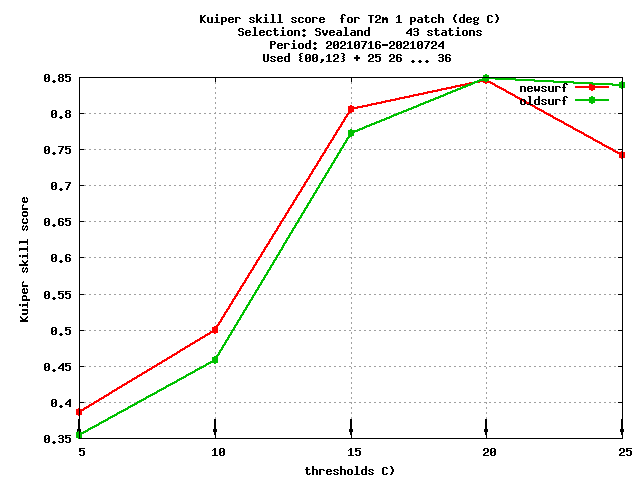 Kuiper skill score  for T2m 1 patch (deg C)
Selection: Svealand     43 stations
Period: 20210716-20210724
Used {00,12} + 25 26 ... 36
0.85
newsurf
oldsurf
0.8
0.75
0.7
0.65
0.6
0.55
0.5
0.45
0.4
0.35
Kuiper skill score
5
10
15
20
25
thresholds C)